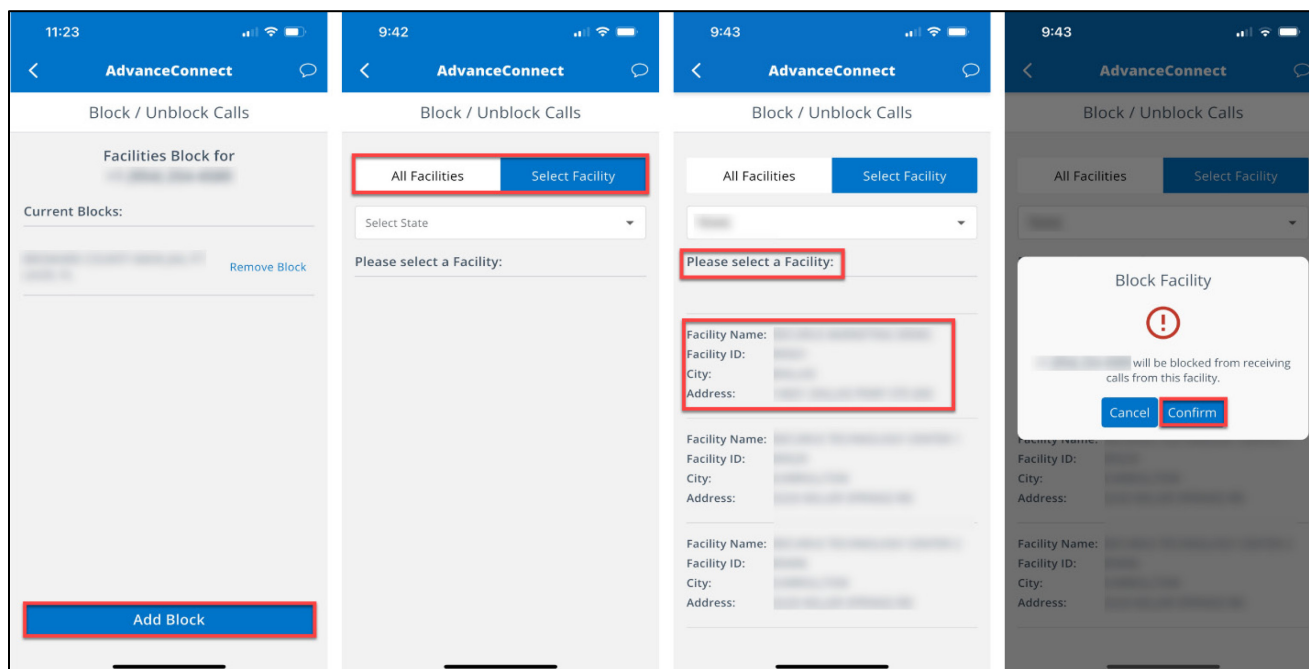 11:23
AdvanceConnect
Block / Unblock Calls
Facilities Block for
Current Blocks:
Remove Block
Add Block
9:42
AdvanceConnect
Block / Unblock Calls
All Facilities
Select Facility
Select State
Please select a Facility:
9:43
AdvanceConnect
Block / Unblock Calls
All Facilities
Select Facility
Please select a Facility:
Facility Name:
Facility ID:
City:
Address:
Facility Name:
Facility ID:
City:
Address:
Facility Name:
Facility ID:
City:
Address:
9:43
AdvanceConnect
Block / Unblock Calls
All Facilities
Select Facility
Block Facility
will be blocked from receiving
calls from this facility.
Cancel
Confirm
Facility Name:
Facility ID:
City:
Address:
Facility Name:
Facility ID:
City:
Address: